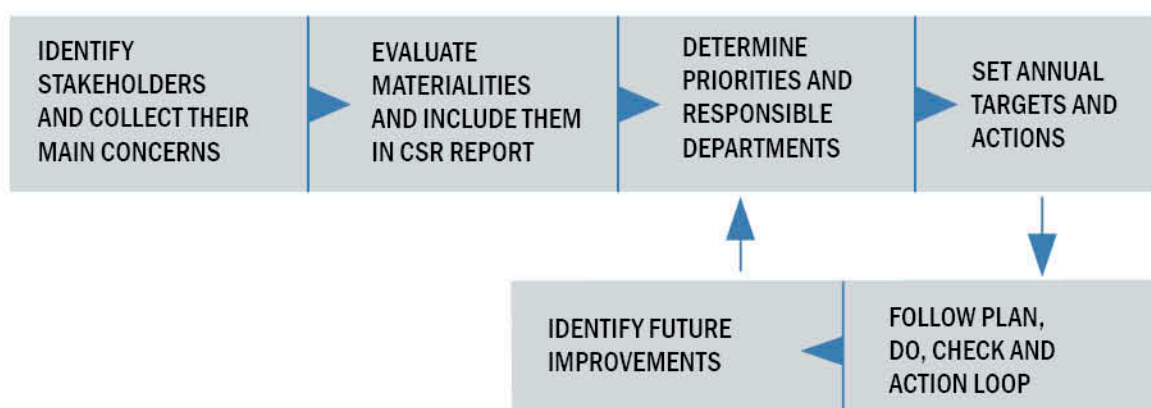 IDENTIFY
STAKEHOLDERS
AND COLLECT THEIR
MAIN CONCERNS
EVALUATE
MATERIALITIES
AND INCLUDE THEM
IN CSR REPORT
DETERMINE
PRIORITIES AND
RESPONSIBLE
DEPARTMENTS
SET ANNUAL
TARGETS AND
ACTIONS
IDENTIFY FUTURE
IMPROVEMENTS
FOLLOW PLAN,
DO, CHECK AND
ACTION LOOP